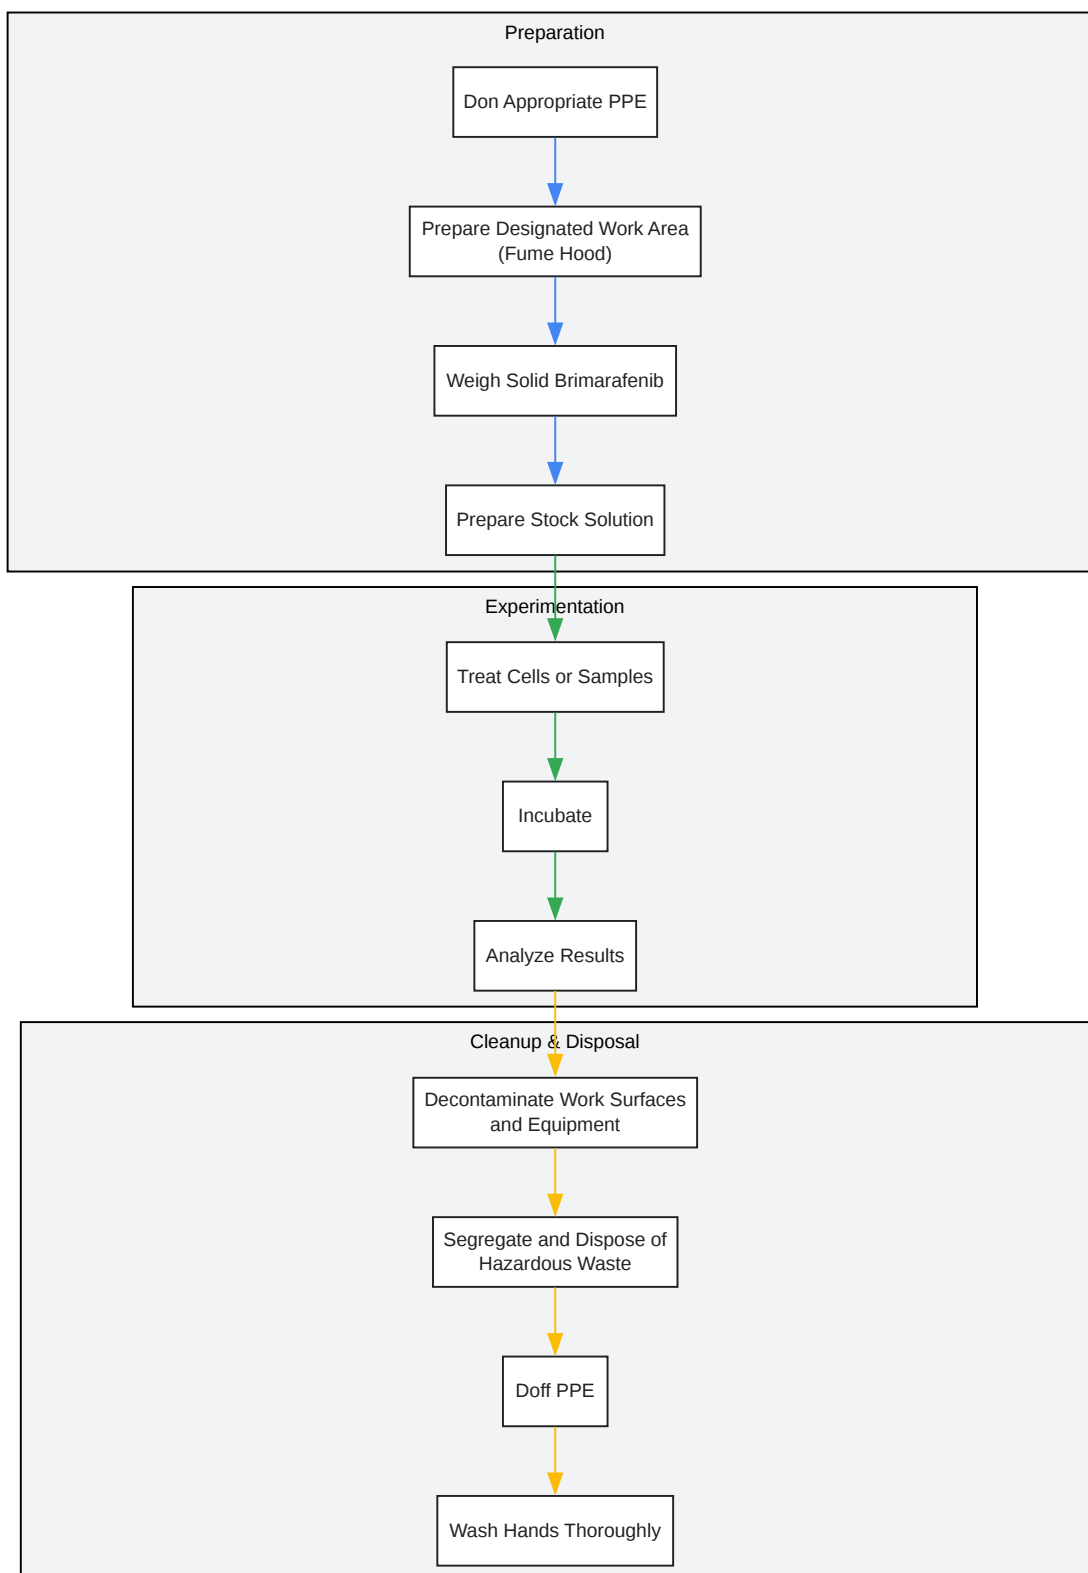 Preparation
Don Appropriate PPE
Prepare Designated Work Area
(Fume Hood)
Weigh Solid Brimarafenib
Prepare Stock Solution
Experimentation
Treat Cells or Samples
Incubate
Analyze Results
Cleanup & Disposal
Decontaminate Work Surfaces
and Equipment
Segregate and Dispose of
Hazardous Waste
Doff PPE
Wash Hands Thoroughly